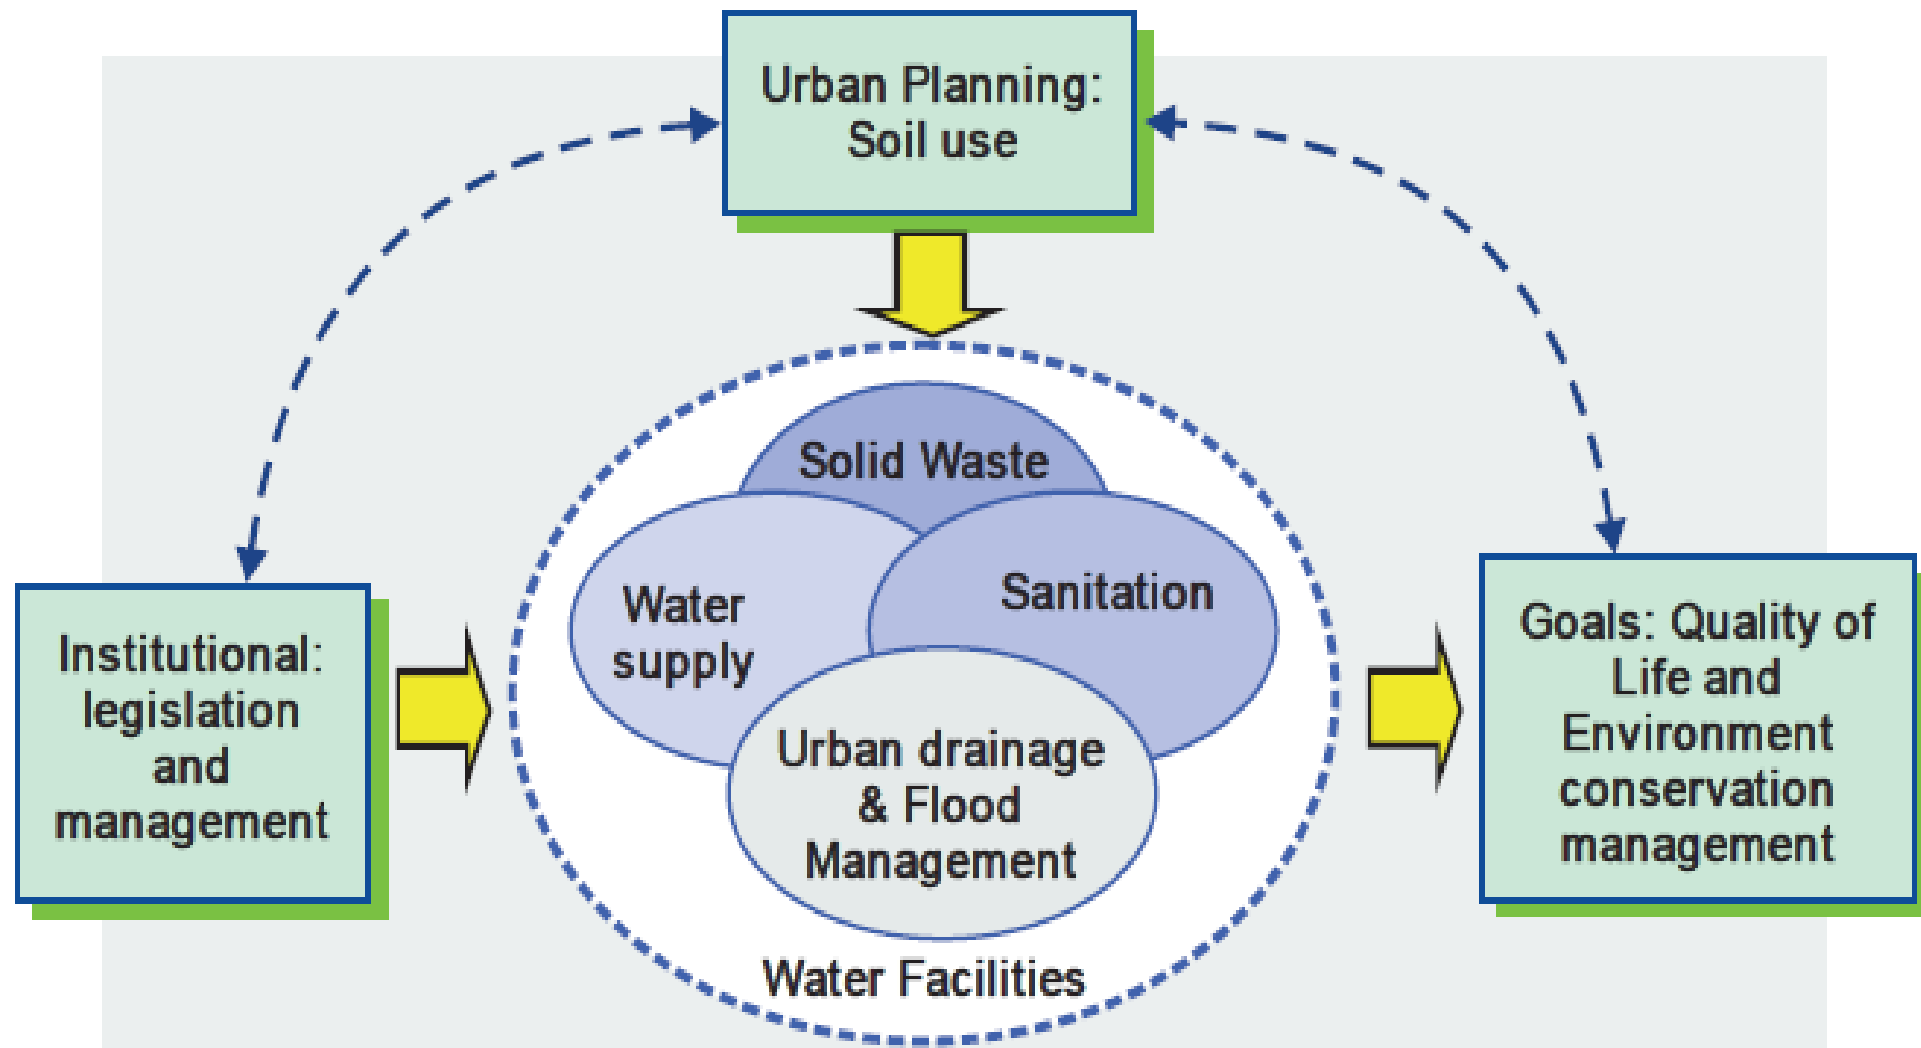 Urban Planning:
Soil use
Solid Waste
Water
supply
Sanitation
Urban drainage
& Flood
Management
Water Facilities
Institutional:
legislation
and
management
Goals: Quality of
Life and
Environment
conservation
management